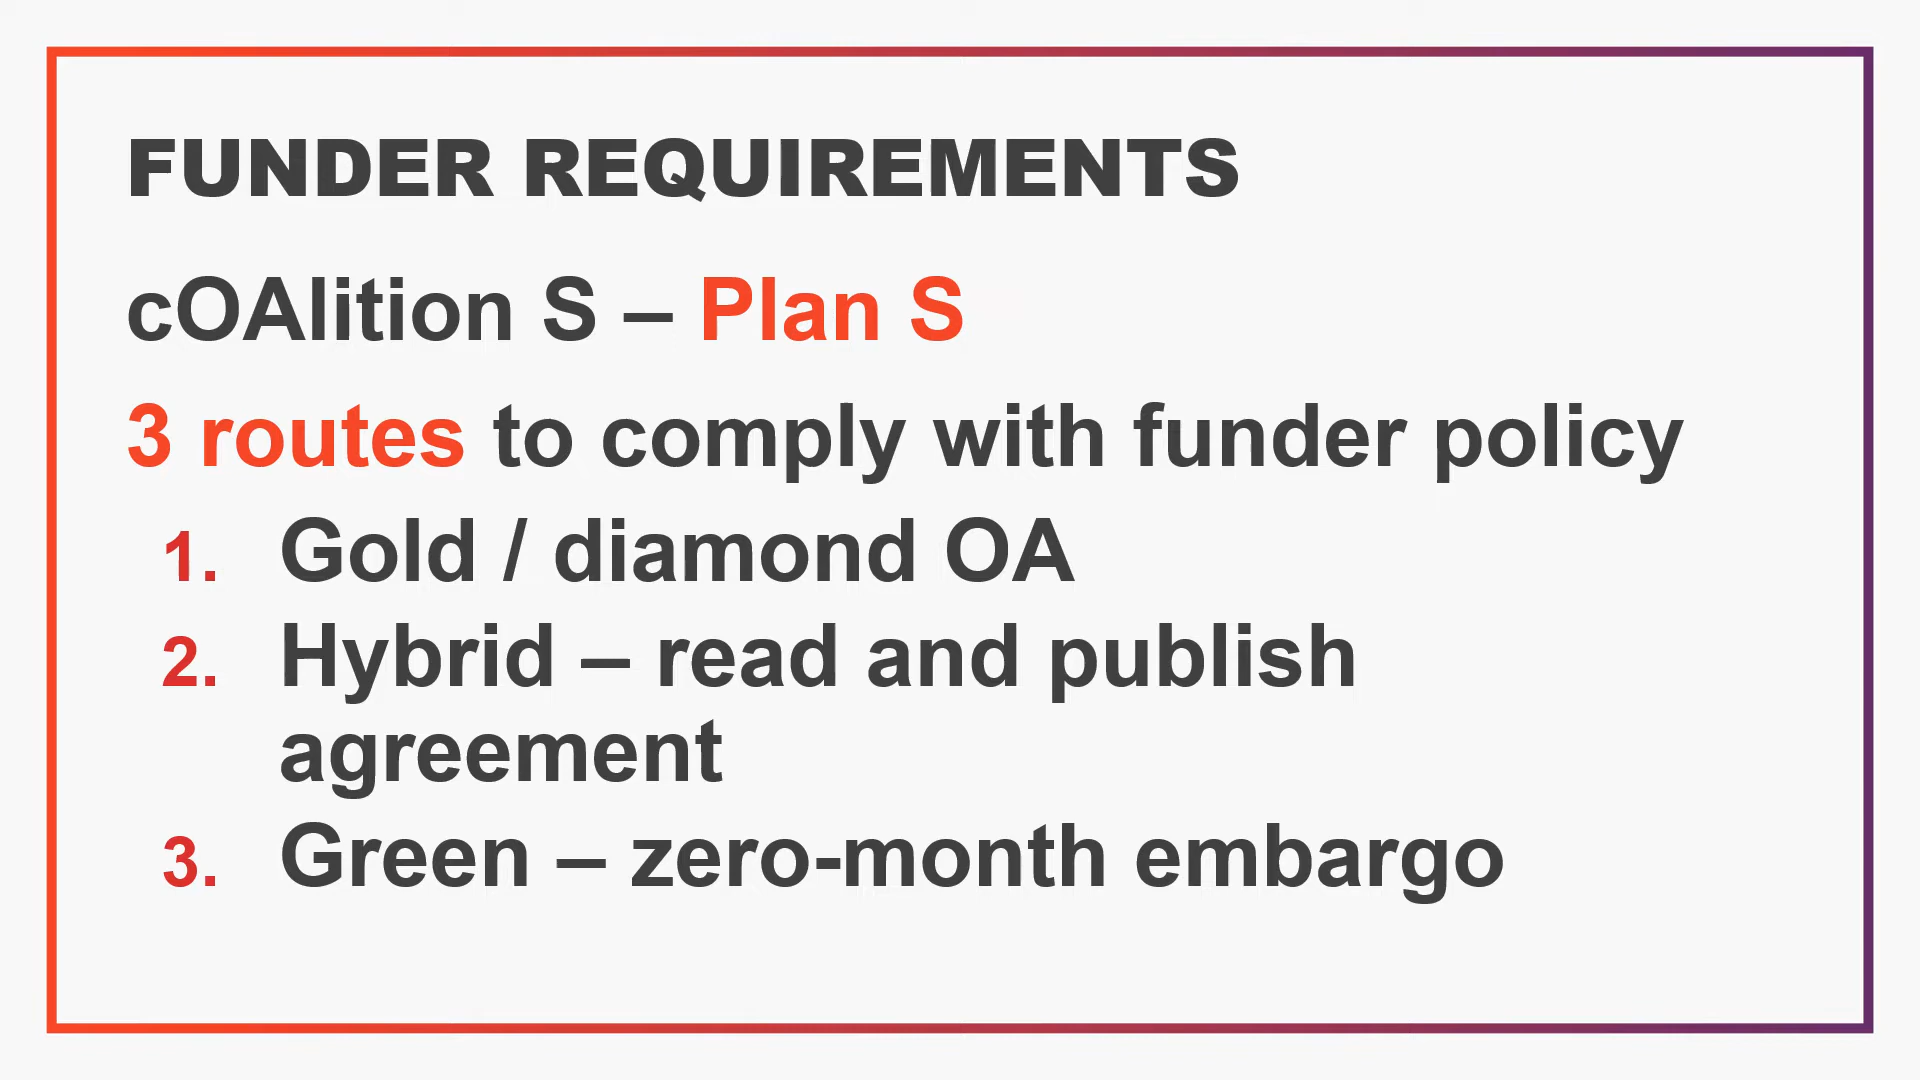 FUNDER REQUIREMENTS
cOAlition S – Plan S
3 routes to comply with funder policy
1. Gold / diamond OA
2. Hybrid – read and publish
agreement
3. Green – zero-month embargo